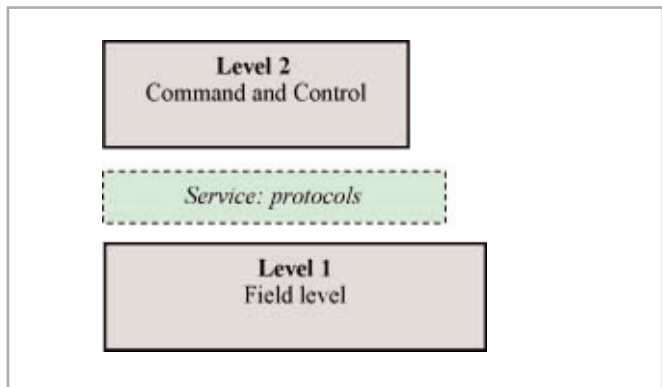 Level 2
Command and Control
Service: protocols
Level 1
Field level